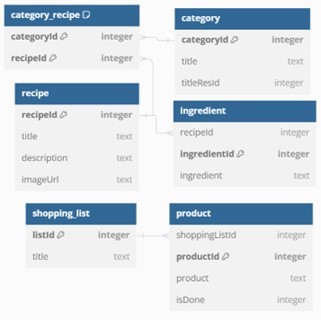 category_recipe
categoryId integer
recipeId integer
category
categoryId integer
title text
titleResId integer
recipe
recipeId integer
title text
description text
imageUrl text
ingredient
recipeId integer
ingredientId integer
ingredient text
shopping_list
listId integer
title text
product
shoppingListId integer
productId integer
product text
isDone integer